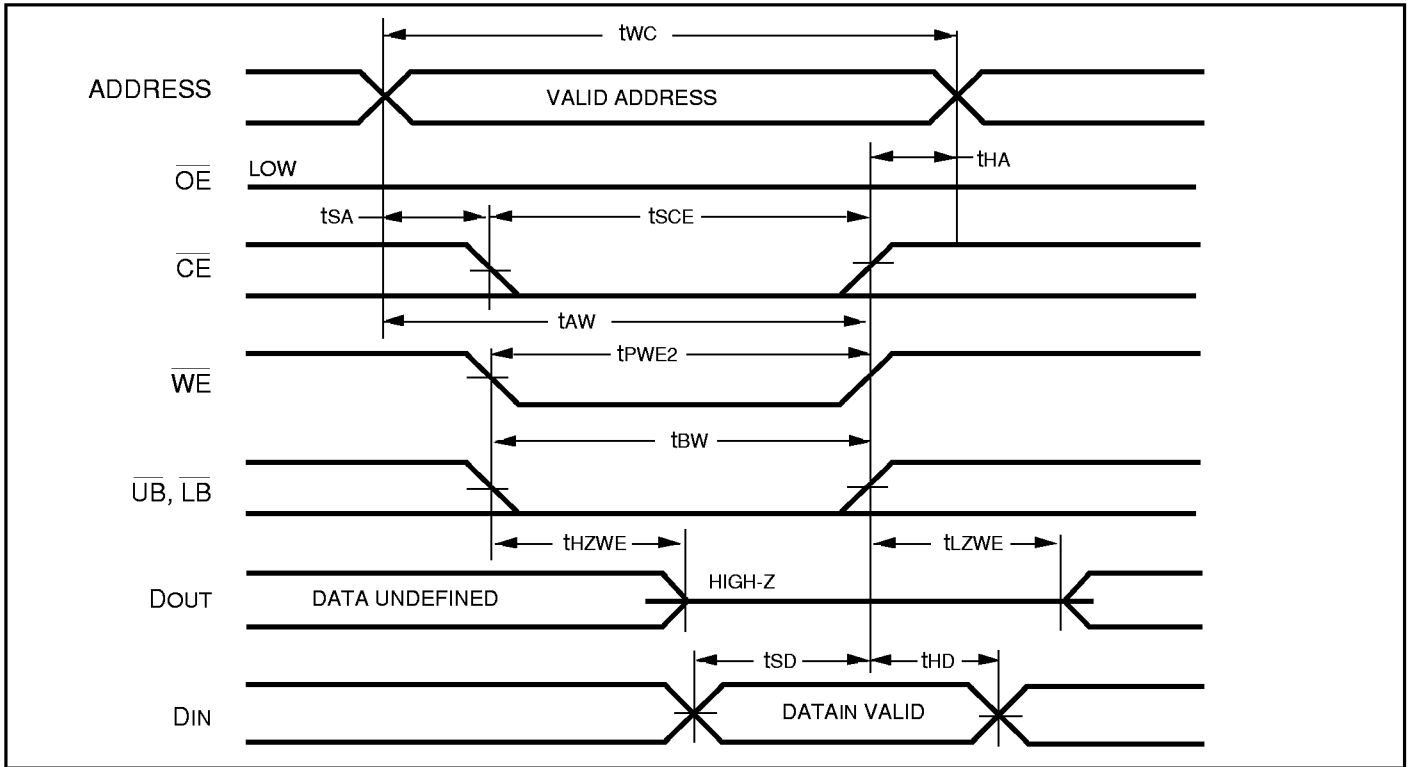 tWC
ADDRESS
VALID ADDRESS
tHA
OE LOW
tSA
tSCE
CE
tAW
tPWE2
WE
tBW
UB, LB
tHZWE
tLZWE
HIGH-Z
DOUT
DATA UNDEFINED
tSD
tHD
DIN
DATAIN VALID